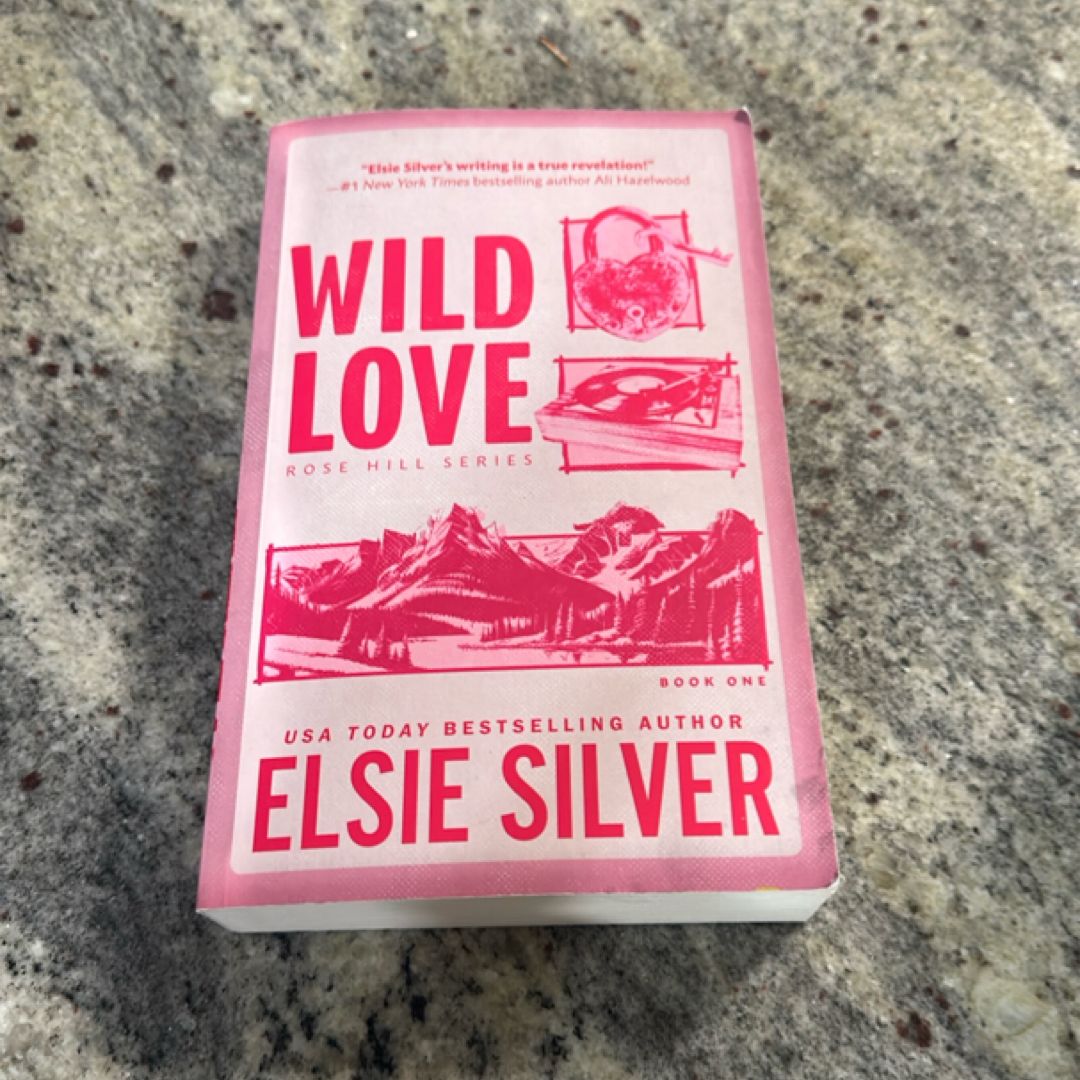 "Elsie Silver's writing is a true revelation!"
—#1 New York Times bestselling author Ali Hazelwood
WILD
LOVE
ROSE HILL SERIES
BOOK ONE
USA TODAY BESTSELLING AUTHOR
ELSIE SILVER